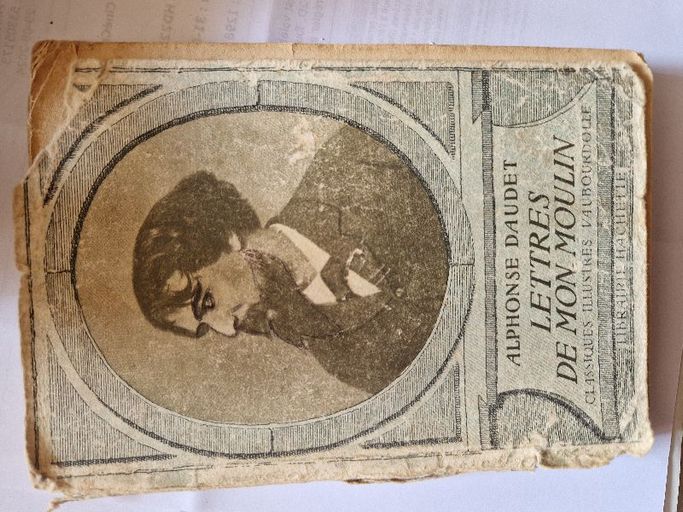 ALPHONSE DAUDET
LETTRES
DE MON MOULIN
CLASSIQUES ILLUSTRÉS VAUBOURDOLLE
LIBRAIRIE HACHETTE